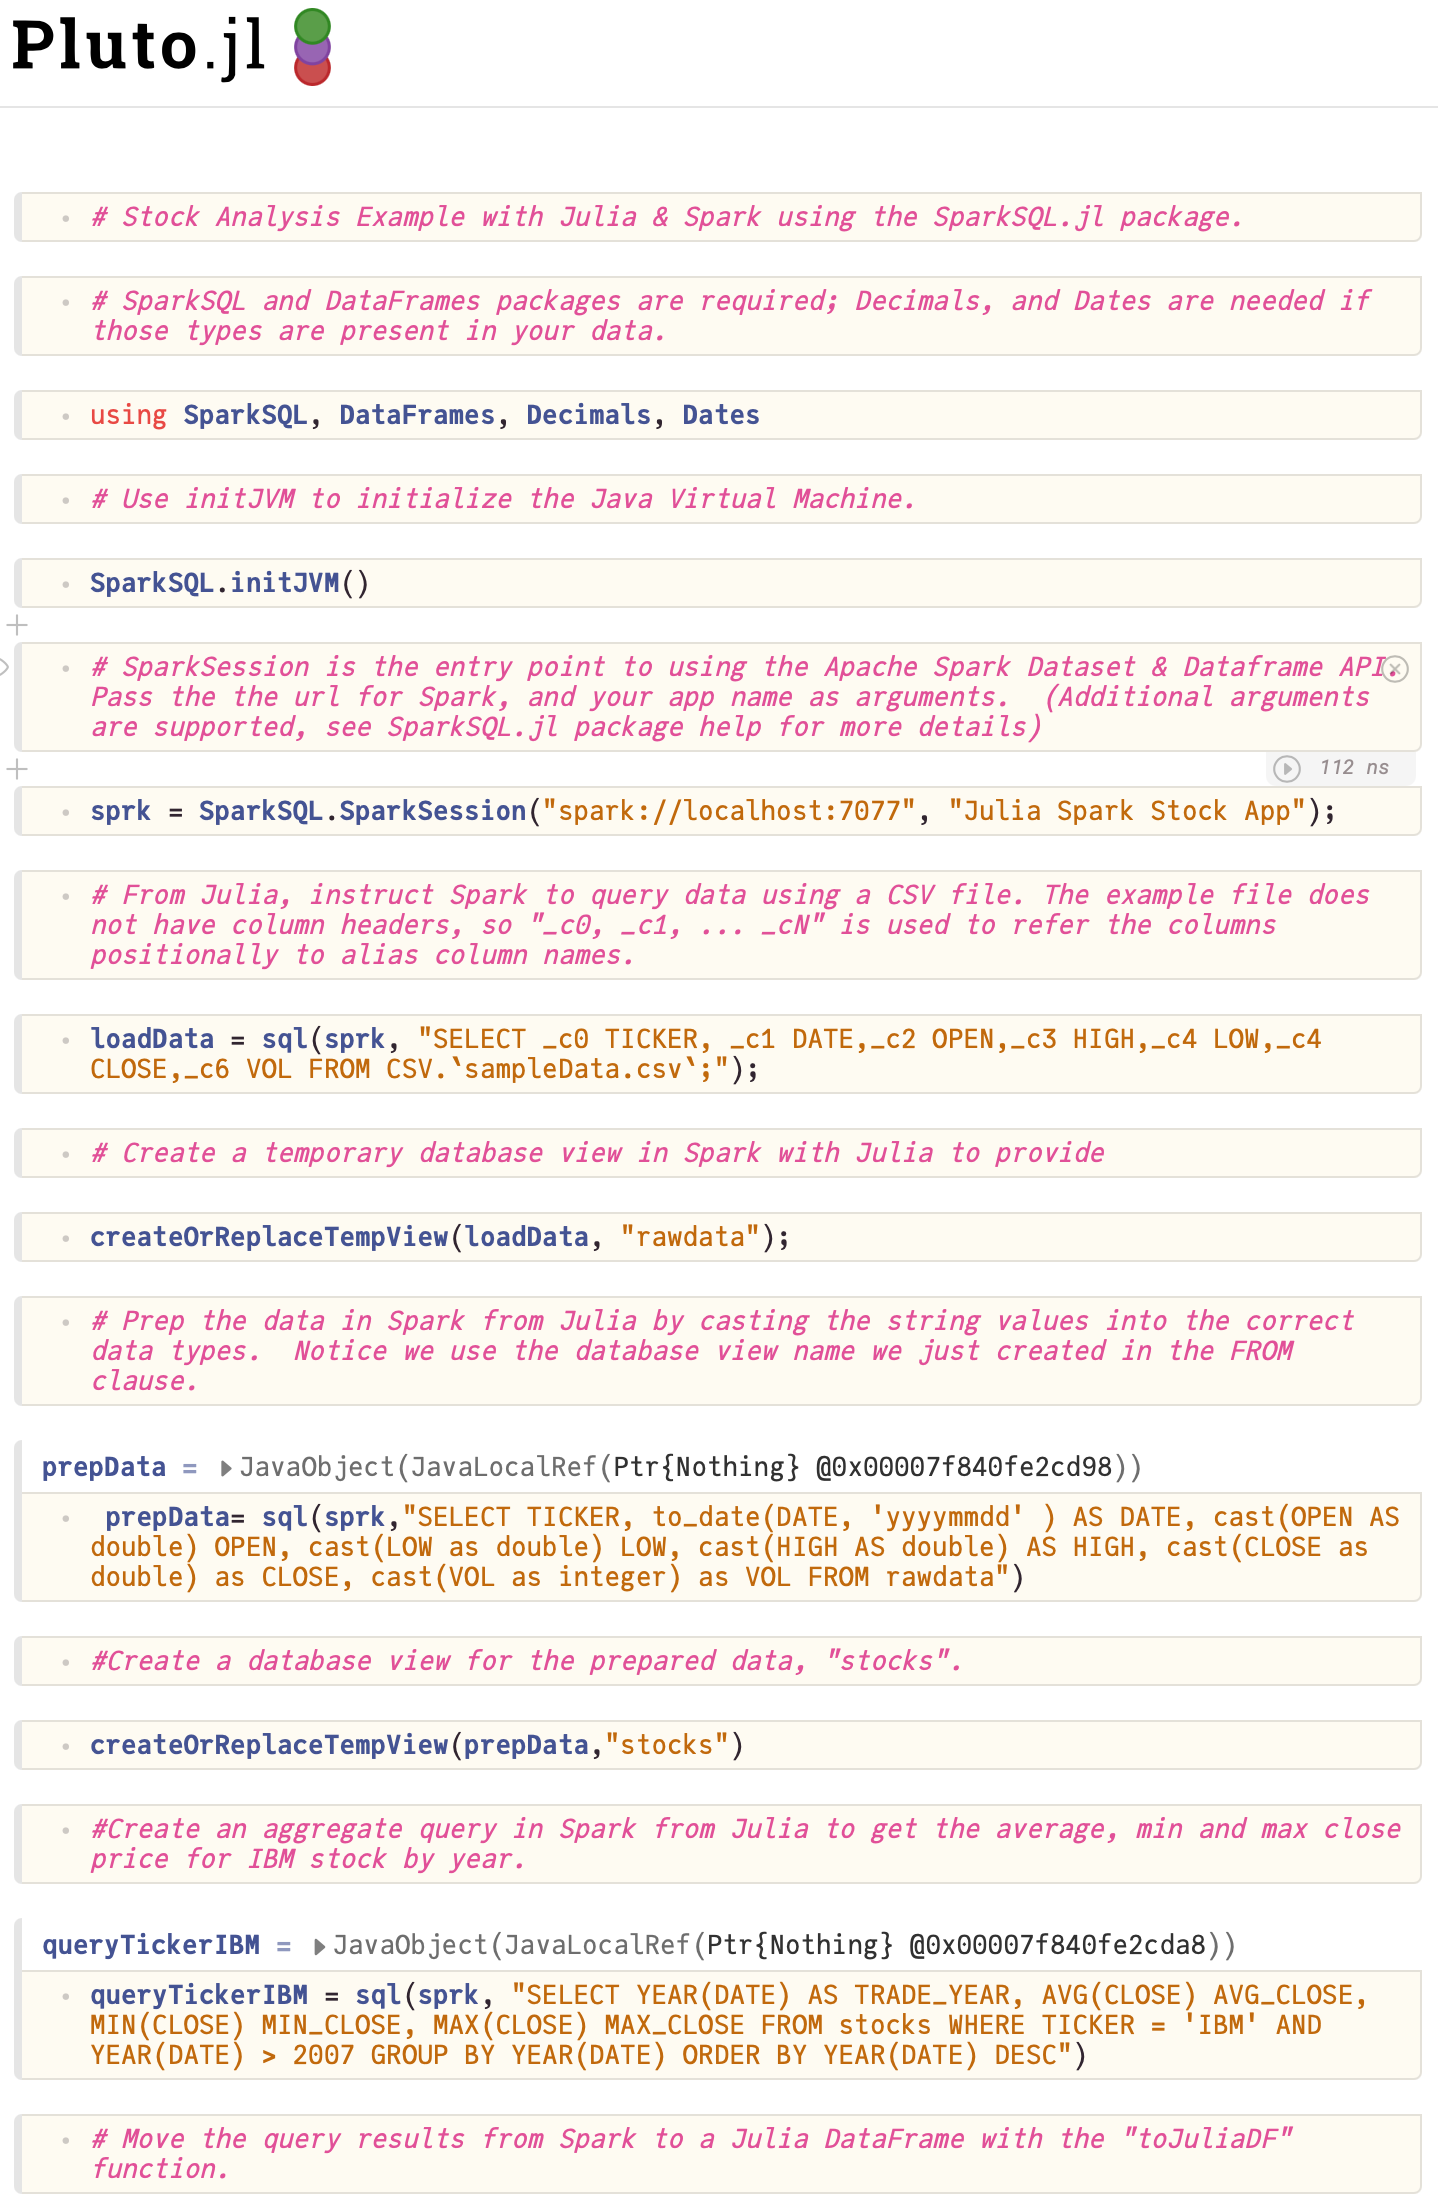 Pluto.jl
# Stock Analysis Example with Julia & Spark using the SparkSQL.jl package.
# SparkSQL and DataFrames packages are required; Decimals, and Dates are needed if
those types are present in your data.
using SparkSQL, DataFrames, Decimals, Dates
# Use initJVM to initialize the Java Virtual Machine.
SparkSQL.initJVM()
# SparkSession is the entry point to using the Apache Spark Dataset & Dataframe API.
Pass the the url for Spark, and your app name as arguments.  (Additional arguments
are supported, see SparkSQL.jl package help for more details)
112 ns
sprk = SparkSQL.SparkSession("spark://localhost:7077", "Julia Spark Stock App");
# From Julia, instruct Spark to query data using a CSV file. The example file does
not have column headers, so "_c0, _c1, ... _cN" is used to refer the columns
positionally to alias column names.
loadData = sql(sprk, "SELECT _c0 TICKER, _c1 DATE,_c2 OPEN,_c3 HIGH,_c4 LOW,_c4
CLOSE,_c6 VOL FROM CSV.`sampleData.csv`;");
# Create a temporary database view in Spark with Julia to provide
createOrReplaceTempView(loadData, "rawdata");
# Prep the data in Spark from Julia by casting the string values into the correct
data types.  Notice we use the database view name we just created in the FROM
clause.
prepData = JavaObject(JavaLocalRef(Ptr{Nothing} @0x00007f840fe2cd98))
prepData= sql(sprk,"SELECT TICKER, to_date(DATE, 'yyyymmdd' ) AS DATE, cast(OPEN AS
double) OPEN, cast(LOW as double) LOW, cast(HIGH AS double) AS HIGH, cast(CLOSE as
double) as CLOSE, cast(VOL as integer) as VOL FROM rawdata")
#Create a database view for the prepared data, "stocks".
createOrReplaceTempView(prepData,"stocks")
#Create an aggregate query in Spark from Julia to get the average, min and max close
price for IBM stock by year.
queryTickerIBM = JavaObject(JavaLocalRef(Ptr{Nothing} @0x00007f840fe2cda8))
queryTickerIBM = sql(sprk, "SELECT YEAR(DATE) AS TRADE_YEAR, AVG(CLOSE) AVG_CLOSE,
MIN(CLOSE) MIN_CLOSE, MAX(CLOSE) MAX_CLOSE FROM stocks WHERE TICKER = 'IBM' AND
YEAR(DATE) > 2007 GROUP BY YEAR(DATE) ORDER BY YEAR(DATE) DESC")
# Move the query results from Spark to a Julia DataFrame with the "toJuliaDF"
function.